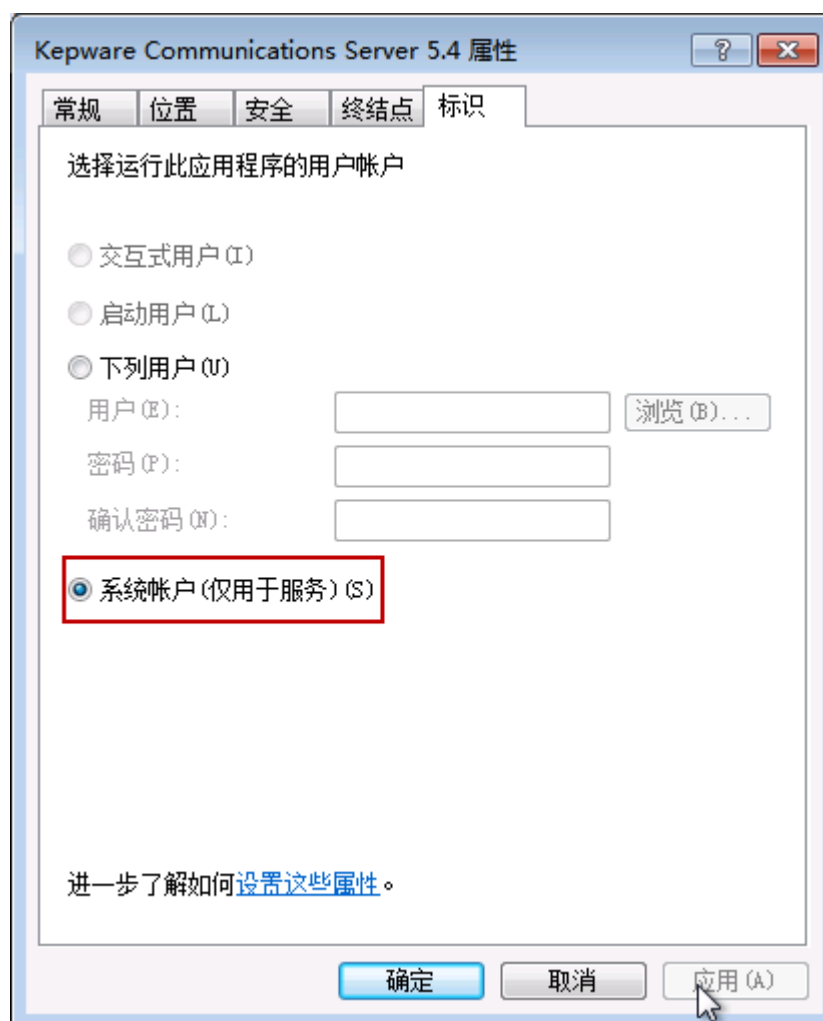 Kepware Communications Server 5.4 属性
常规 位置 安全 终结点 标识
选择运行此应用程序的用户帐户
交互式用户(I)
启动用户(L)
下列用户(U)
用户(E): 浏览(B)...
密码(P):
确认密码(N):
系统帐户(仅用于服务)(S)
进一步了解如何设置这些属性。
确定 取消 应用(A)